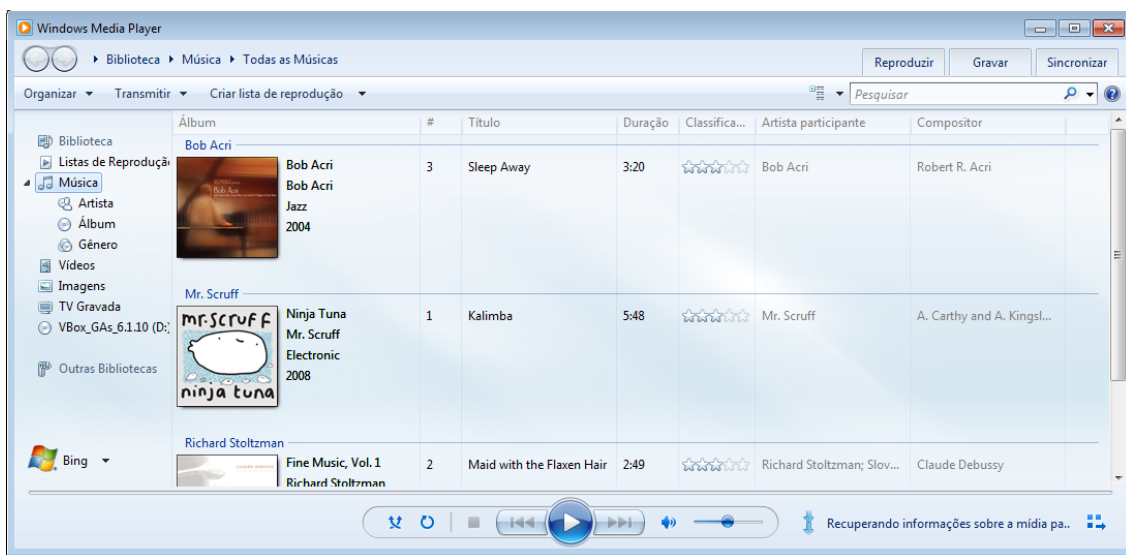 Windows Media Player
Biblioteca Música Todas as Músicas
Reproduzir Gravar Sincronizar
Organizar Transmitir Criar lista de reprodução Pesquisar
Álbum # Título Duração Classifica... Artista participante Compositor
Biblioteca
Listas de Reproduçã
Música
Artista
Álbum
Gênero
Vídeos
Imagens
TV Gravada
VBox_GAs_6.1.10 (D:)
Outras Bibliotecas
Bing
Bob Acri
Bob Acri 3 Sleep Away 3:20 Bob Acri Robert R. Acri
Bob Acri
Jazz
2004
Bob Acri
Mr. Scruff
mr.scruff
ninja tuna
Ninja Tuna 1 Kalimba 5:48 Mr. Scruff A. Carthy and A. Kingsl...
Mr. Scruff
Electronic
2008
Richard Stoltzman
Fine Music, Vol. 1 2 Maid with the Flaxen Hair 2:49 Richard Stoltzman; Slov... Claude Debussy
Richard Stoltzman
Recuperando informações sobre a mídia pa..